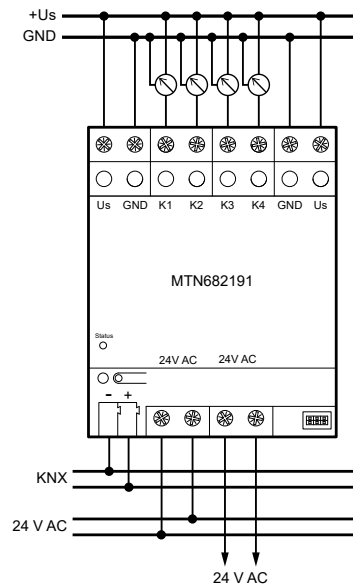 +Us
GND
Us GND K1 K2 K3 K4 GND Us
MTN682191
Status
24V AC 24V AC
− +
KNX
24 V AC
24 V AC